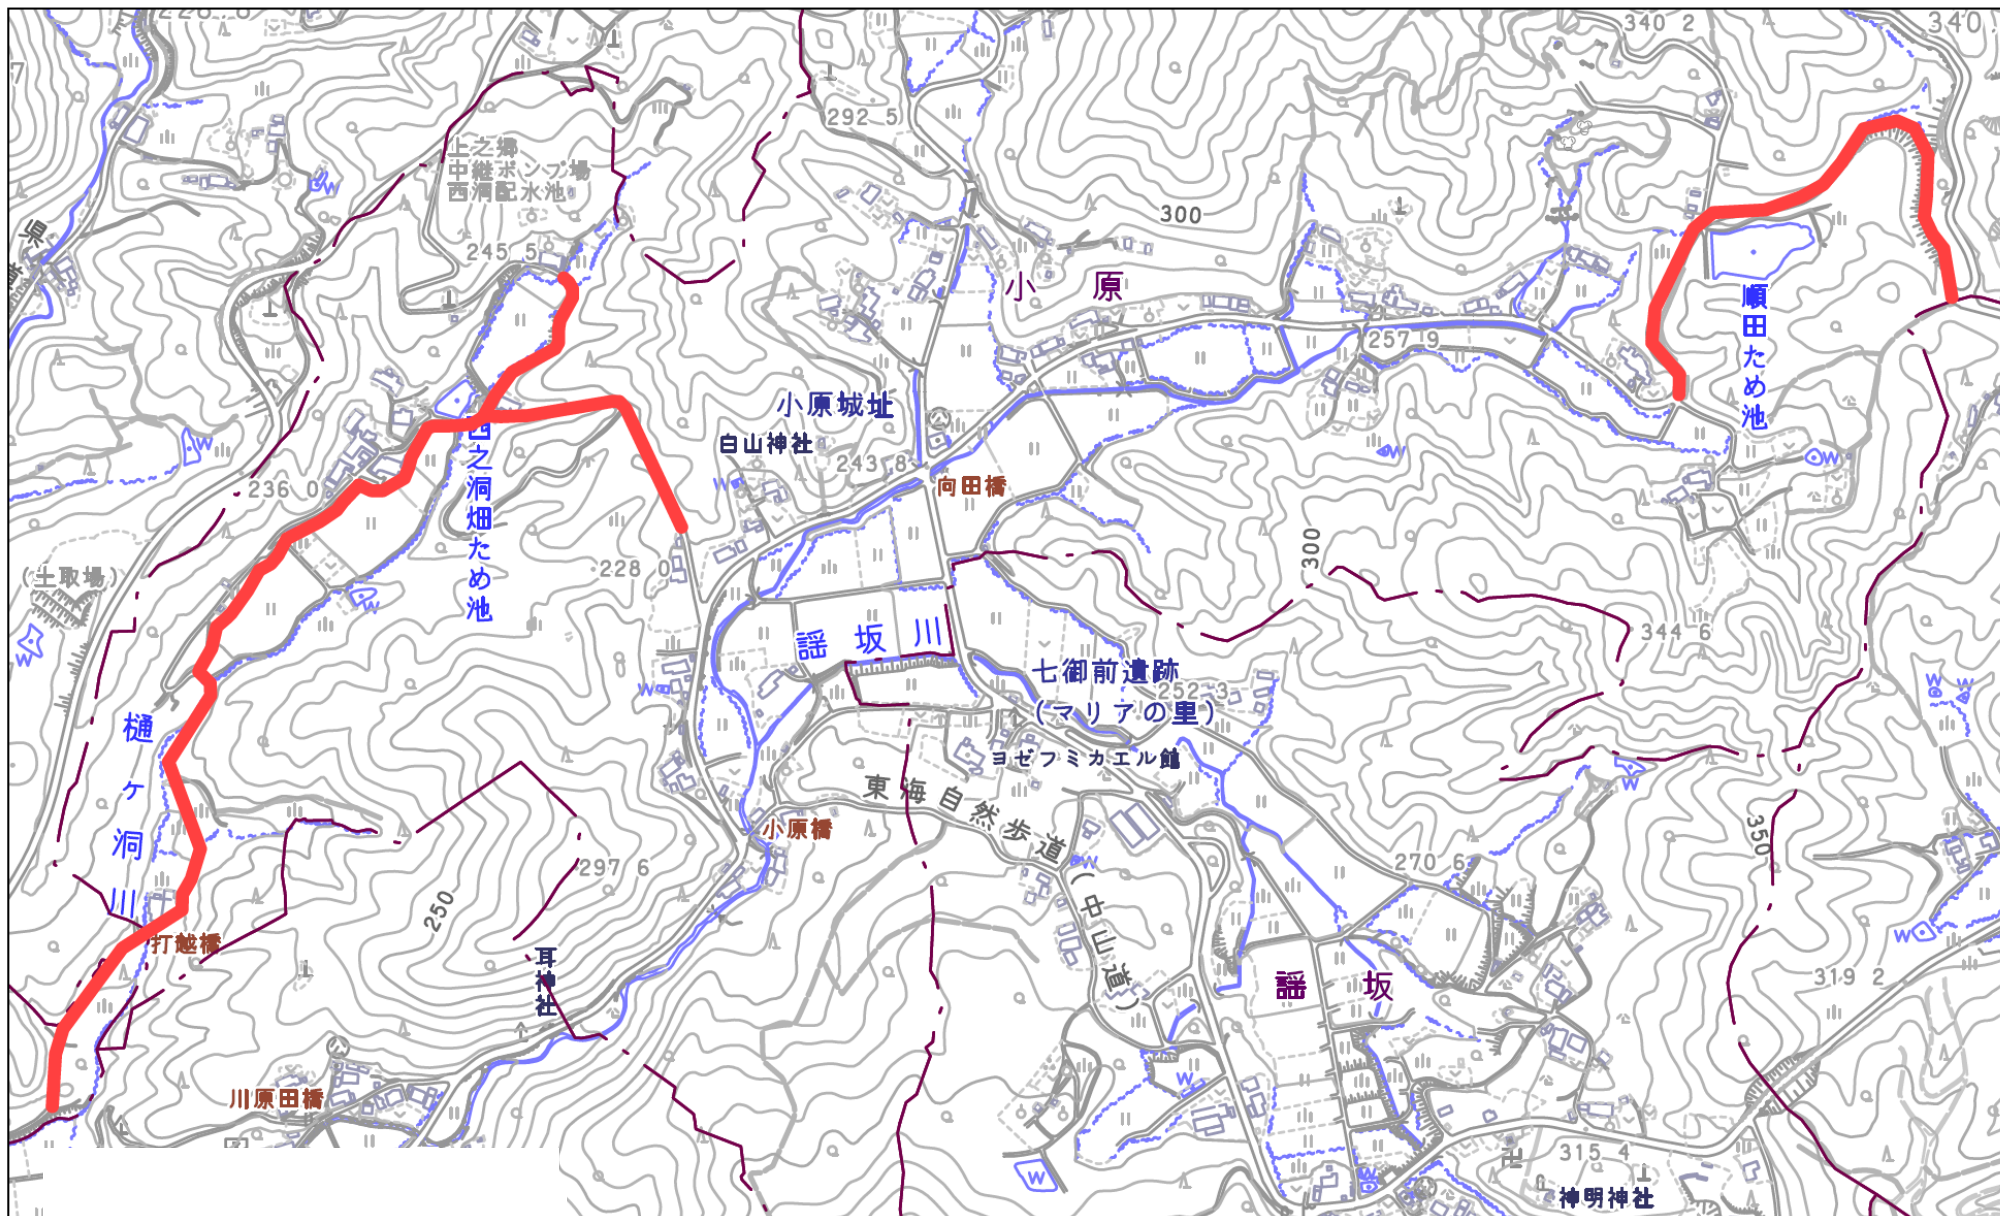 340 2
340
292 5
上之郷
中継ポンプ場
西洞配水池
300
県
245 5
小原
257 9
順田ため池
小原城址
白山神社
243.8
向田橋
236 0
西之洞畑ため池
(土取場)
228 0
300
謡坂川
344 6
七御前遺跡
252.3
(マリアの里)
樋ヶ洞川
ヨゼフミカエル館
東海自然歩道
(中山道)
小原橋
350
297 6
270 6
250
打越橋
耳神社
謡坂
319 2
川原田橋
315 4
神明神社